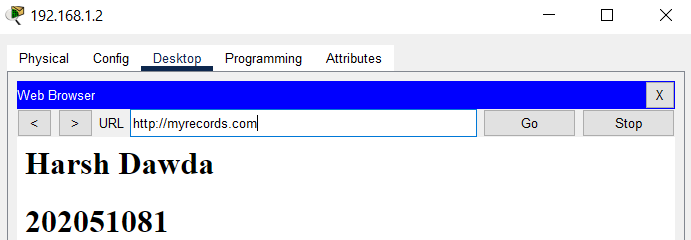 192.168.1.2
Physical Config Desktop Programming Attributes
Web Browser X
< > URL http://myrecords.com Go Stop
Harsh Dawda
202051081